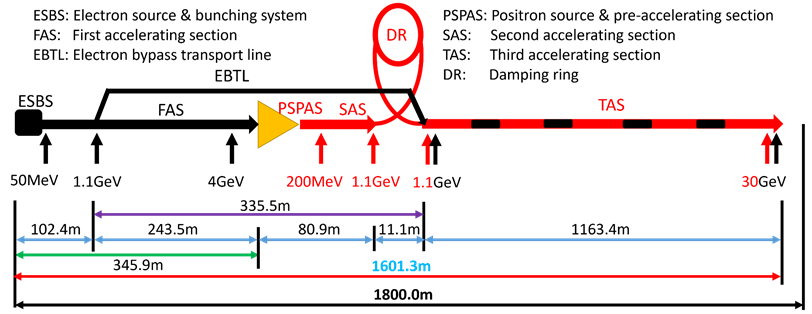 ESBS: Electron source & bunching system
FAS: First accelerating section
EBTL: Electron bypass transport line
PSPAS: Positron source & pre-accelerating section
SAS: Second accelerating section
TAS: Third accelerating section
DR: Damping ring
DR
EBTL
ESBS
FAS
PSPAS
SAS
TAS
50MeV
1.1GeV
4GeV
200MeV
1.1GeV
1.1GeV
30GeV
335.5m
102.4m
243.5m
80.9m
11.1m
1163.4m
345.9m
1601.3m
1800.0m